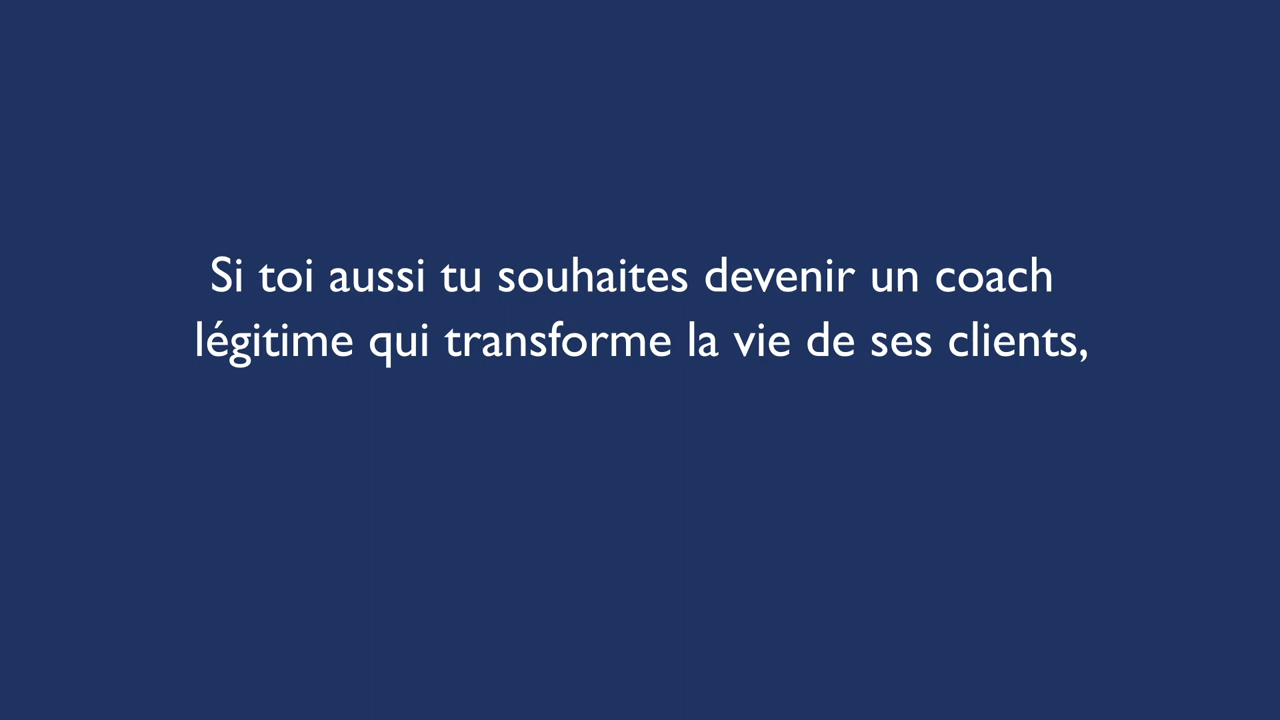 Si toi aussi tu souhaites devenir un coach
légitime qui transforme la vie de ses clients,